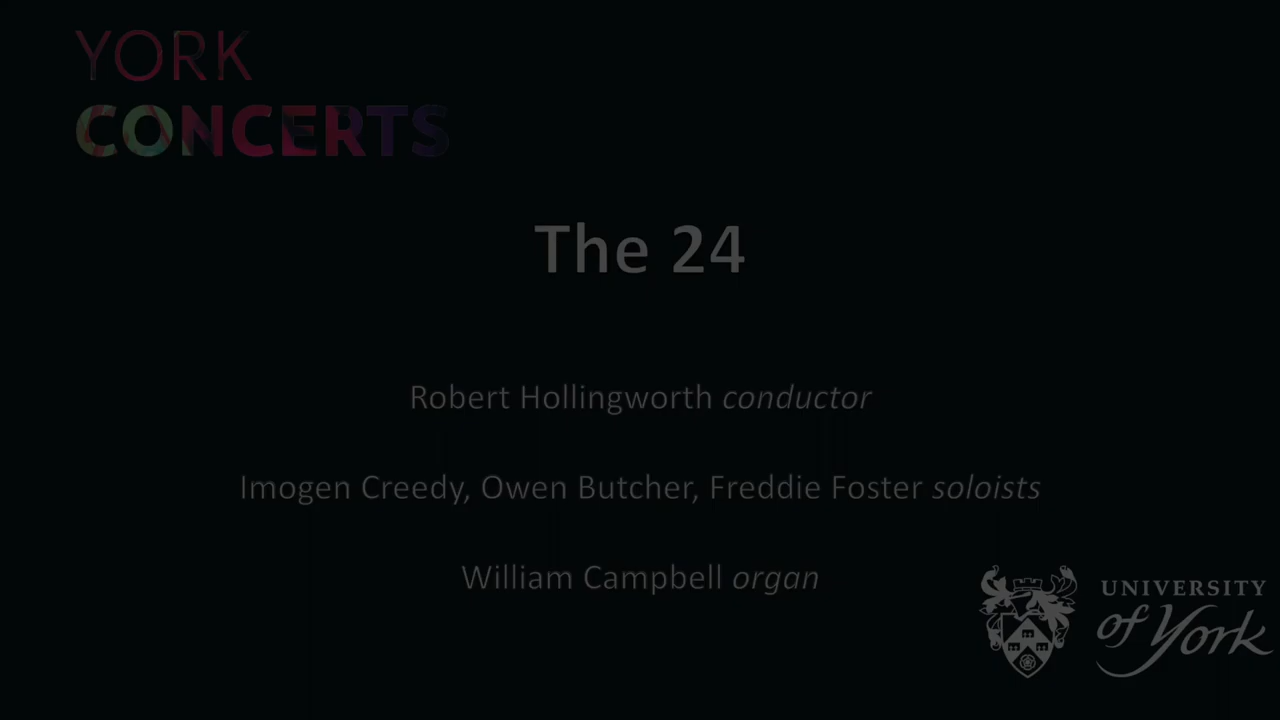 YORK
CONCERTS
The 24
Robert Hollingworth conductor
Imogen Creedy, Owen Butcher, Freddie Foster soloists
William Campbell organ
UNIVERSITY
of York